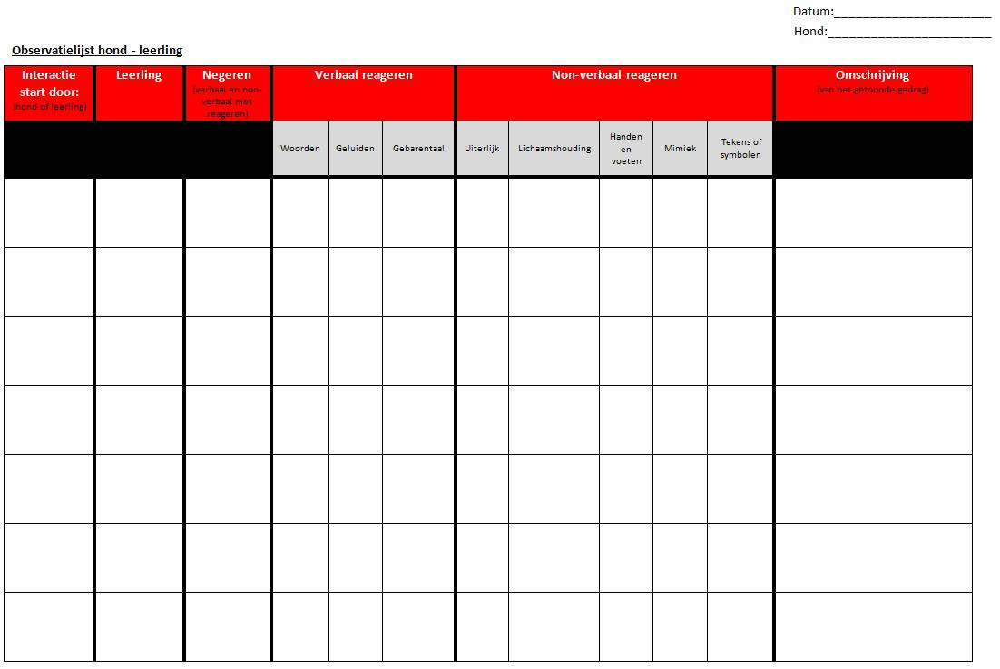 Datum:______________________
Hond:_______________________
Observatielijst hond - leerling
Interactie
start door:
(hond of leerling)
Leerling
Negeren
(verbaal en non-
verbaal niet
reageren)
Verbaal reageren
Non-verbaal reageren
Omschrijving
(van het getoonde gedrag)
Woorden
Geluiden
Gebarentaal
Uiterlijk
Lichaamshouding
Handen
en
voeten
Mimiek
Tekens of
symbolen